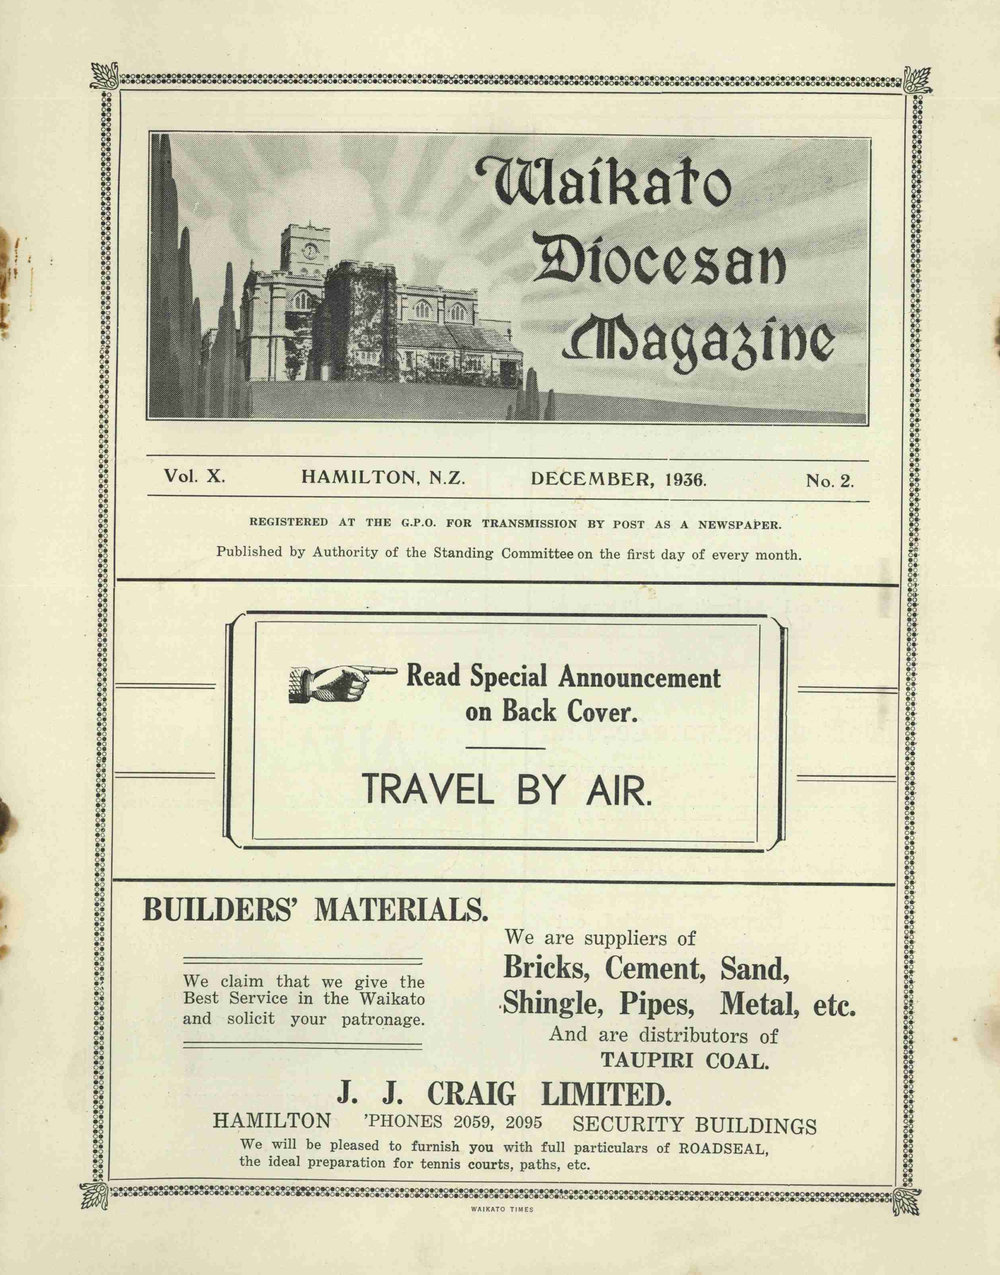 Waikato
Diocesan
Magazine
Vol. X. HAMILTON, N.Z. DECEMBER, 1936. No. 2.
REGISTERED AT THE G.P.O. FOR TRANSMISSION BY POST AS A NEWSPAPER.
Published by Authority of the Standing Committee on the first day of every month.
Read Special Announcement
on Back Cover.
TRAVEL BY AIR.
BUILDERS' MATERIALS.
We claim that we give the
Best Service in the Waikato
and solicit your patronage.
We are suppliers of
Bricks, Cement, Sand,
Shingle, Pipes, Metal, etc.
And are distributors of
TAUPIRI COAL.
J. J. CRAIG LIMITED.
HAMILTON 'PHONES 2059, 2095 SECURITY BUILDINGS
We will be pleased to furnish you with full particulars of ROADSEAL,
the ideal preparation for tennis courts, paths, etc.
WAIKATO TIMES